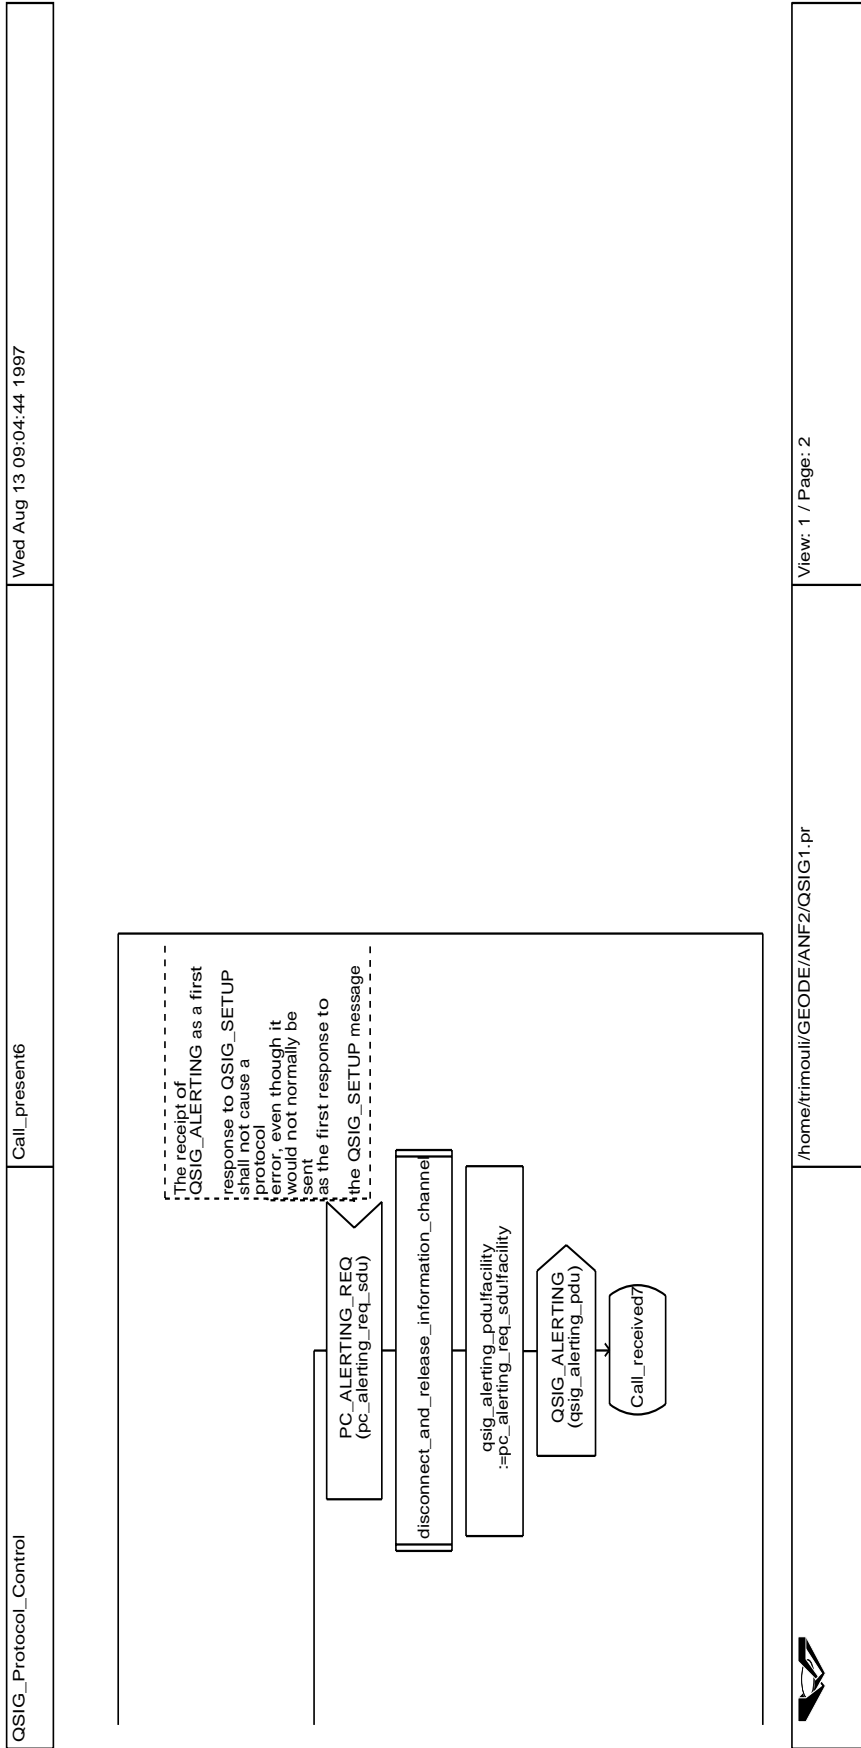 QSIG_Protocol_Control
Call_present6
Wed Aug 13 09:04:44 1997
The receipt of
QSIG_ALERTING as a first
response to QSIG_SETUP
shall not cause a
protocol
error, even though it
would not normally be
sent
as the first response to
the QSIG_SETUP message
PC_ALERTING_REQ
(pc_alerting_req_sdu)
disconnect_and_release_information_channel
qsig_alerting_pdu!facility
:=pc_alerting_req_sdu!facility
QSIG_ALERTING
(qsig_alerting_pdu)
Call_received7
/home/trimouli/GEODE/ANF2/QSIG1.pr
View: 1 / Page: 2